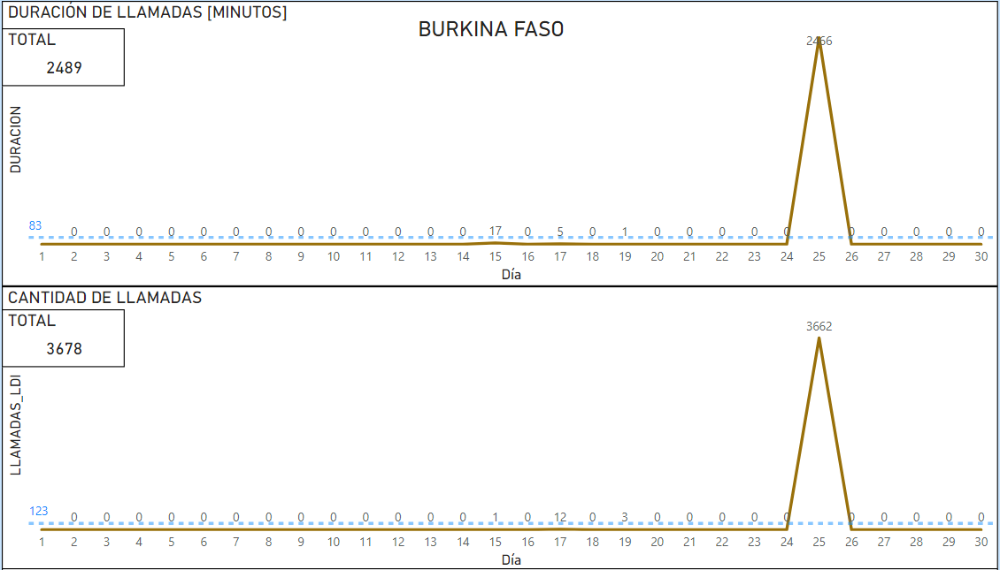 DURACIÓN DE LLAMADAS [MINUTOS]
BURKINA FASO
TOTAL
2489
2466
DURACION
83
0 0 0 0 0 0 0 0 0 0 0 0 0 17 0 5 0 1 0 0 0 0 0 0 0 0 0 0
1 2 3 4 5 6 7 8 9 10 11 12 13 14 15 16 17 18 19 20 21 22 23 24 25 26 27 28 29 30
Día
CANTIDAD DE LLAMADAS
TOTAL
3678
3662
LLAMADAS_LDI
123
0 0 0 0 0 0 0 0 0 0 0 0 0 1 0 12 0 3 0 0 0 0 0 0 0 0 0 0
1 2 3 4 5 6 7 8 9 10 11 12 13 14 15 16 17 18 19 20 21 22 23 24 25 26 27 28 29 30
Día